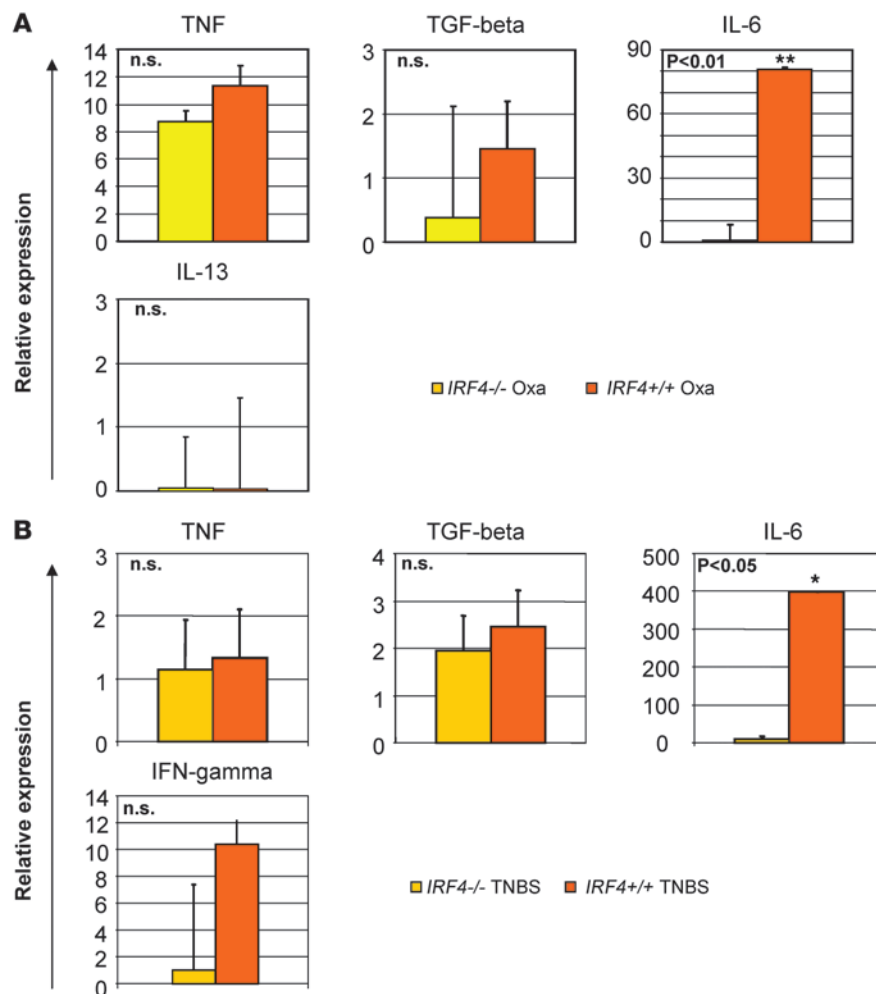 A
TNF
TGF-beta
IL-6
Relative expression
14
12
10
8
6
4
2
0
n.s.
3
2
1
0
n.s.
90
60
30
0
P<0.01
**
IL-13
3
2
1
0
n.s.
IRF4-/- Oxa
IRF4+/+ Oxa
B
TNF
TGF-beta
IL-6
Relative expression
3
2
1
0
n.s.
4
3
2
1
0
n.s.
500
400
300
200
100
0
P<0.05
*
IFN-gamma
14
12
10
8
6
4
2
0
n.s.
IRF4-/- TNBS
IRF4+/+ TNBS